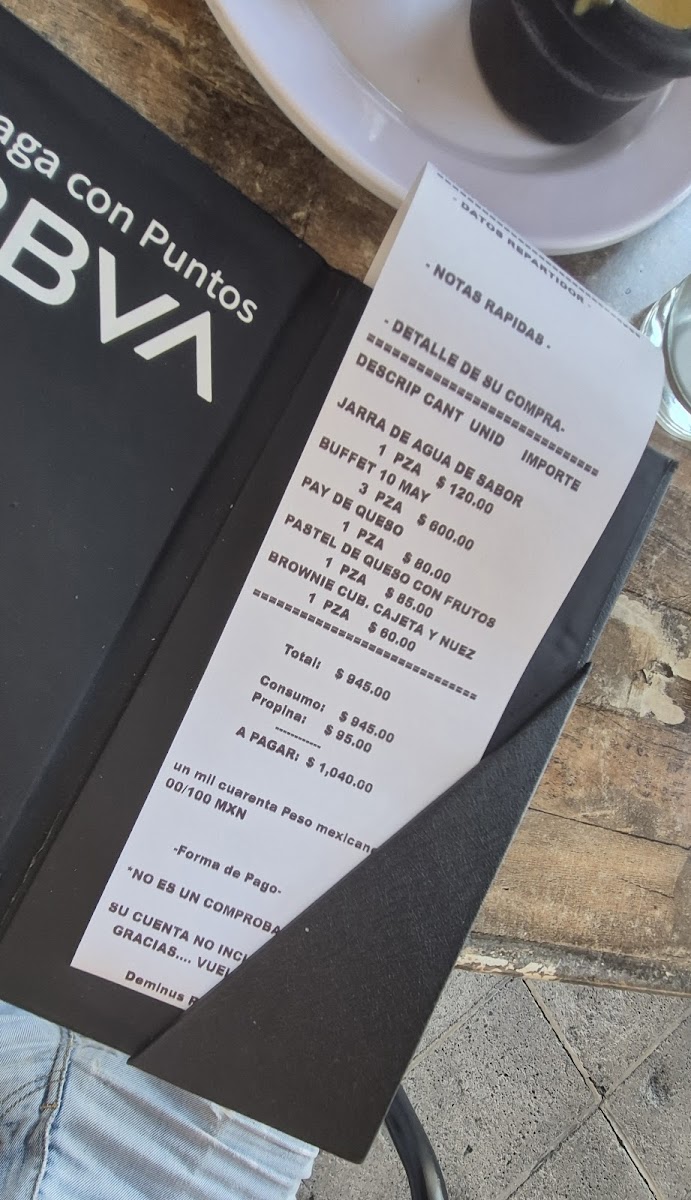 aga con Puntos
BBVA
- DATOS REPARTIDOR -
- NOTAS RAPIDAS -
- DETALLE DE SU COMPRA-
==============================
DESCRIP CANT UNID IMPORTE
==============================
JARRA DE AGUA DE SABOR
1 PZA $ 120.00
BUFFET 10 MAY
3 PZA $ 600.00
PAY DE QUESO
1 PZA $ 80.00
PASTEL DE QUESO CON FRUTOS
1 PZA $ 85.00
BROWNIE CUB. CAJETA Y NUEZ
1 PZA $ 60.00
==============================
Total: $ 945.00
Consumo: $ 945.00
Propina: $ 95.00
-----------
A PAGAR: $ 1,040.00
un mil cuarenta Peso mexican
00/100 MXN
-Forma de Pago-
*NO ES UN COMPROBA
SU CUENTA NO INCL
GRACIAS.... VUEL
Deminus R